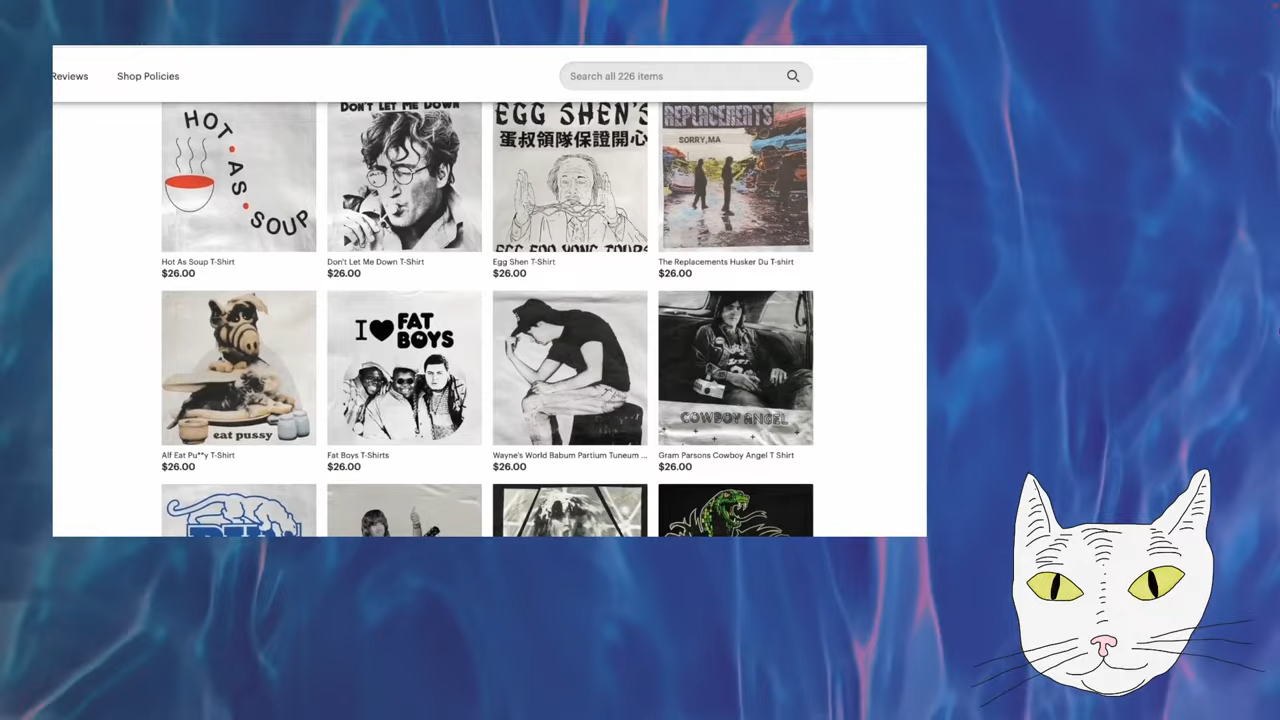 Reviews
Shop Policies
Search all 226 items
HOT
AS
SOUP
DON'T LET ME DOWN
EGG SHEN'S
蛋叔領隊保證開心
EGG FOO YONG TOURS
REPLACEMENTS
SORRY, MA
Hot As Soup T-Shirt
$26.00
Don't Let Me Down T-Shirt
$26.00
Egg Shen T-Shirt
$26.00
The Replacements Husker Du T-shirt
$26.00
eat pussy
I
FAT
BOYS
COWBOY ANGEL
Alf Eat Pu**y T-Shirt
$26.00
Fat Boys T-Shirts
$26.00
Wayne's World Babum Partium Tuneum ...
$26.00
Gram Parsons Cowboy Angel T Shirt
$26.00